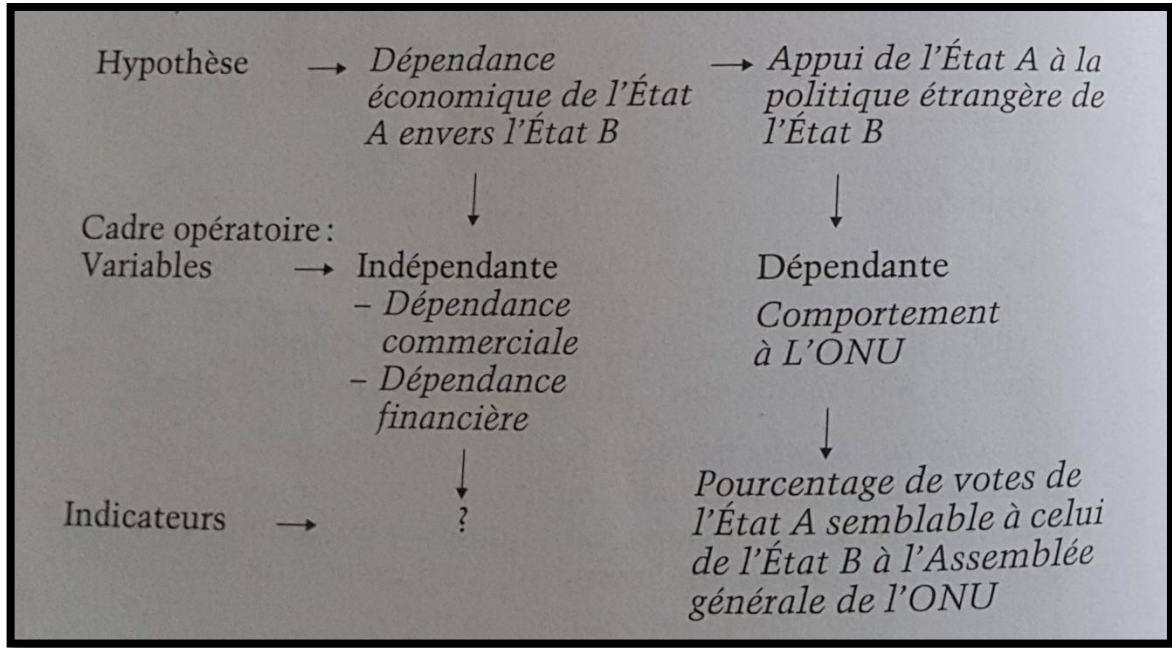 Hypothèse → Dépendance → Appui de l'État A à la
économique de l'État politique étrangère de
A envers l'État B l'État B
Cadre opératoire :
Variables → Indépendante Dépendante
– Dépendance Comportement
commerciale à L'ONU
– Dépendance
financière
Pourcentage de votes de
Indicateurs → ? l'État A semblable à celui
de l'État B à l'Assemblée
générale de l'ONU